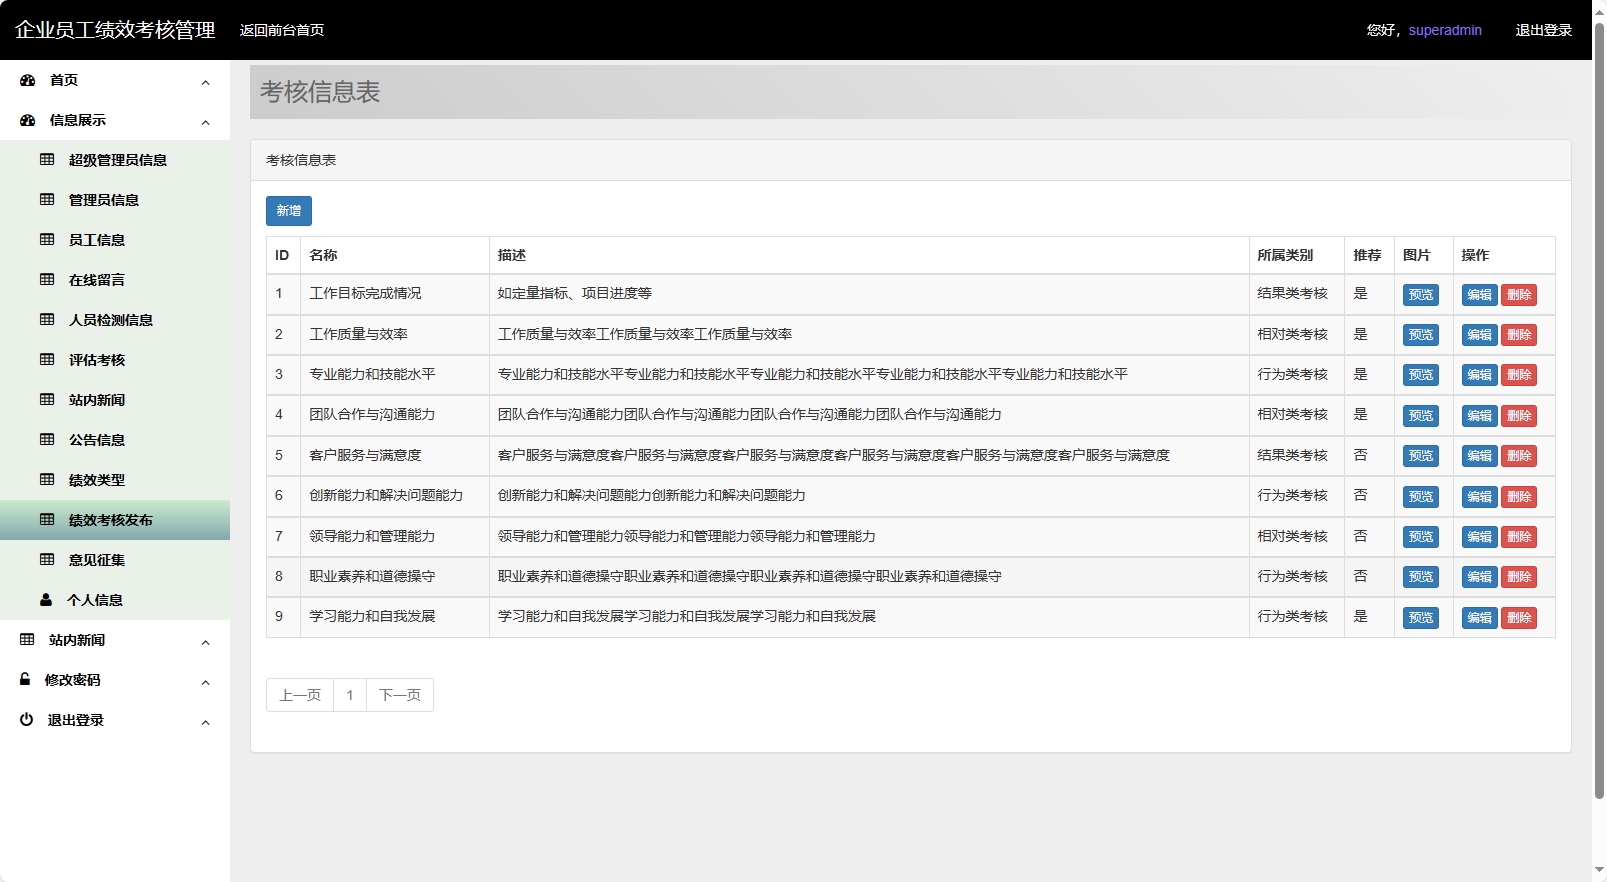 企业员工绩效考核管理 返回前台首页 您好，superadmin 退出登录
首页
信息展示
超级管理员信息
管理员信息
员工信息
在线留言
人员检测信息
评估考核
站内新闻
公告信息
绩效类型
绩效考核发布
意见征集
个人信息
站内新闻
修改密码
退出登录
考核信息表
考核信息表
新增
ID 名称 描述 所属类别 推荐 图片 操作
1 工作目标完成情况 如定量指标、项目进度等 结果类考核 是 预览 编辑 删除
2 工作质量与效率 工作质量与效率工作质量与效率工作质量与效率 相对类考核 是 预览 编辑 删除
3 专业能力和技能水平 专业能力和技能水平专业能力和技能水平专业能力和技能水平专业能力和技能水平专业能力和技能水平 行为类考核 是 预览 编辑 删除
4 团队合作与沟通能力 团队合作与沟通能力团队合作与沟通能力团队合作与沟通能力团队合作与沟通能力 相对类考核 是 预览 编辑 删除
5 客户服务与满意度 客户服务与满意度客户服务与满意度客户服务与满意度客户服务与满意度客户服务与满意度客户服务与满意度 结果类考核 否 预览 编辑 删除
6 创新能力和解决问题能力 创新能力和解决问题能力创新能力和解决问题能力 行为类考核 否 预览 编辑 删除
7 领导能力和管理能力 领导能力和管理能力领导能力和管理能力领导能力和管理能力 相对类考核 否 预览 编辑 删除
8 职业素养和道德操守 职业素养和道德操守职业素养和道德操守职业素养和道德操守职业素养和道德操守 行为类考核 否 预览 编辑 删除
9 学习能力和自我发展 学习能力和自我发展学习能力和自我发展学习能力和自我发展 行为类考核 是 预览 编辑 删除
上一页 1 下一页